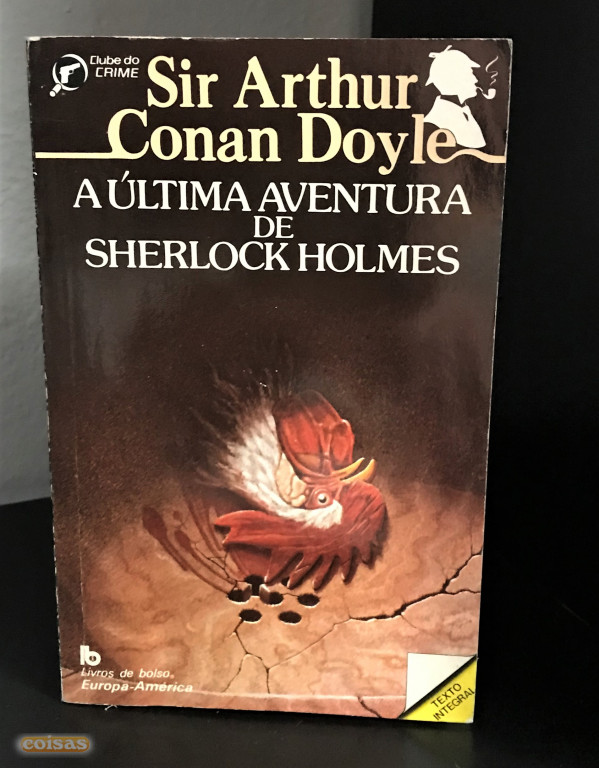 Clube do
CRIME
Sir Arthur
Conan Doyle
A ÚLTIMA AVENTURA
DE
SHERLOCK HOLMES
Livros de bolso
Europa-América
TEXTO
INTEGRAL
coisas